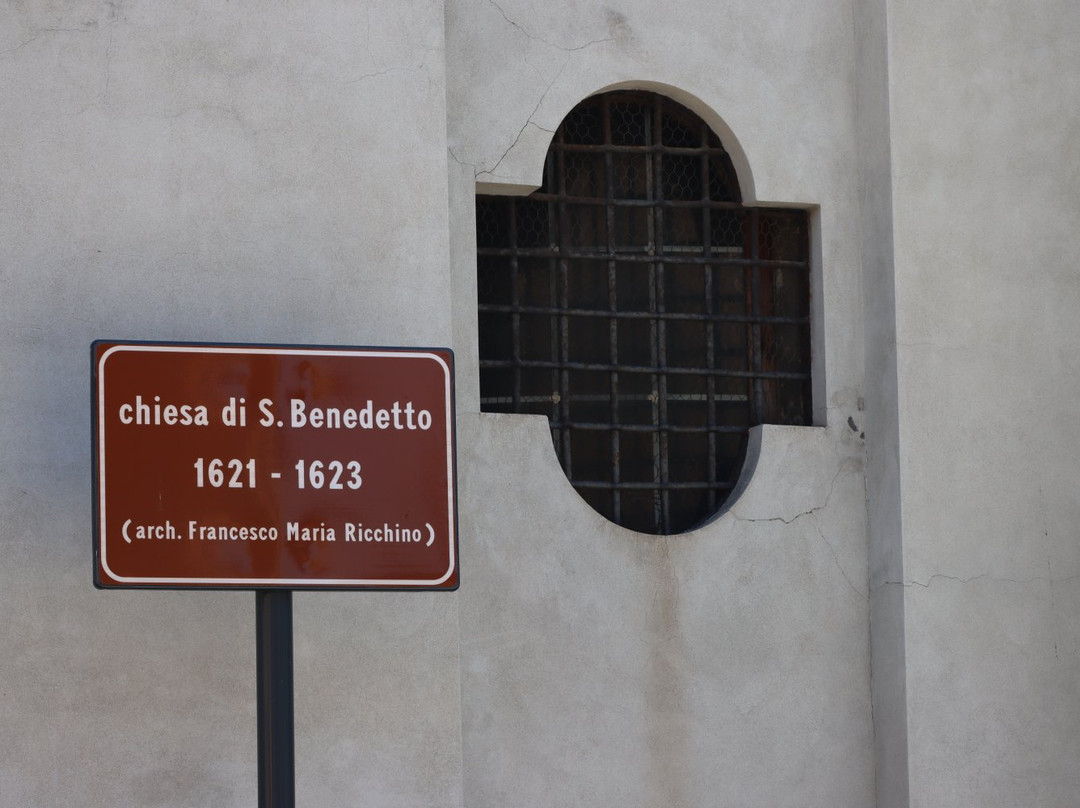 chiesa di S. Benedetto
1621 - 1623
(arch. Francesco Maria Ricchino)